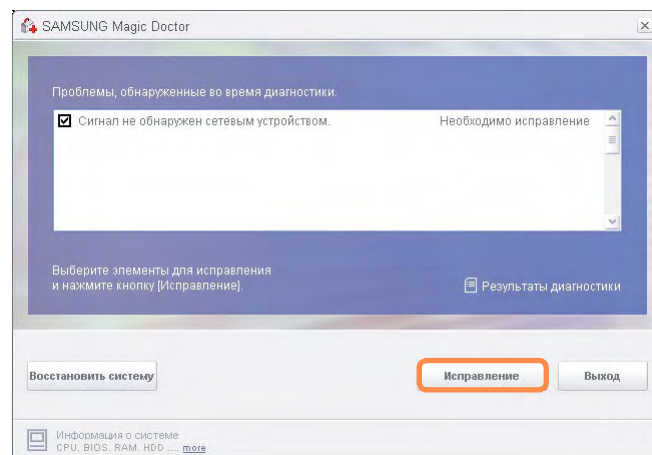 SAMSUNG Magic Doctor
Проблемы, обнаруженные во время диагностики.
Сигнал не обнаружен сетевым устройством. Необходимо исправление
Выберите элементы для исправления
и нажмите кнопку [Исправление].
Результаты диагностики
Восстановить систему Исправление Выход
Информация о системе
CPU. BIOS. RAM. HDD .... more